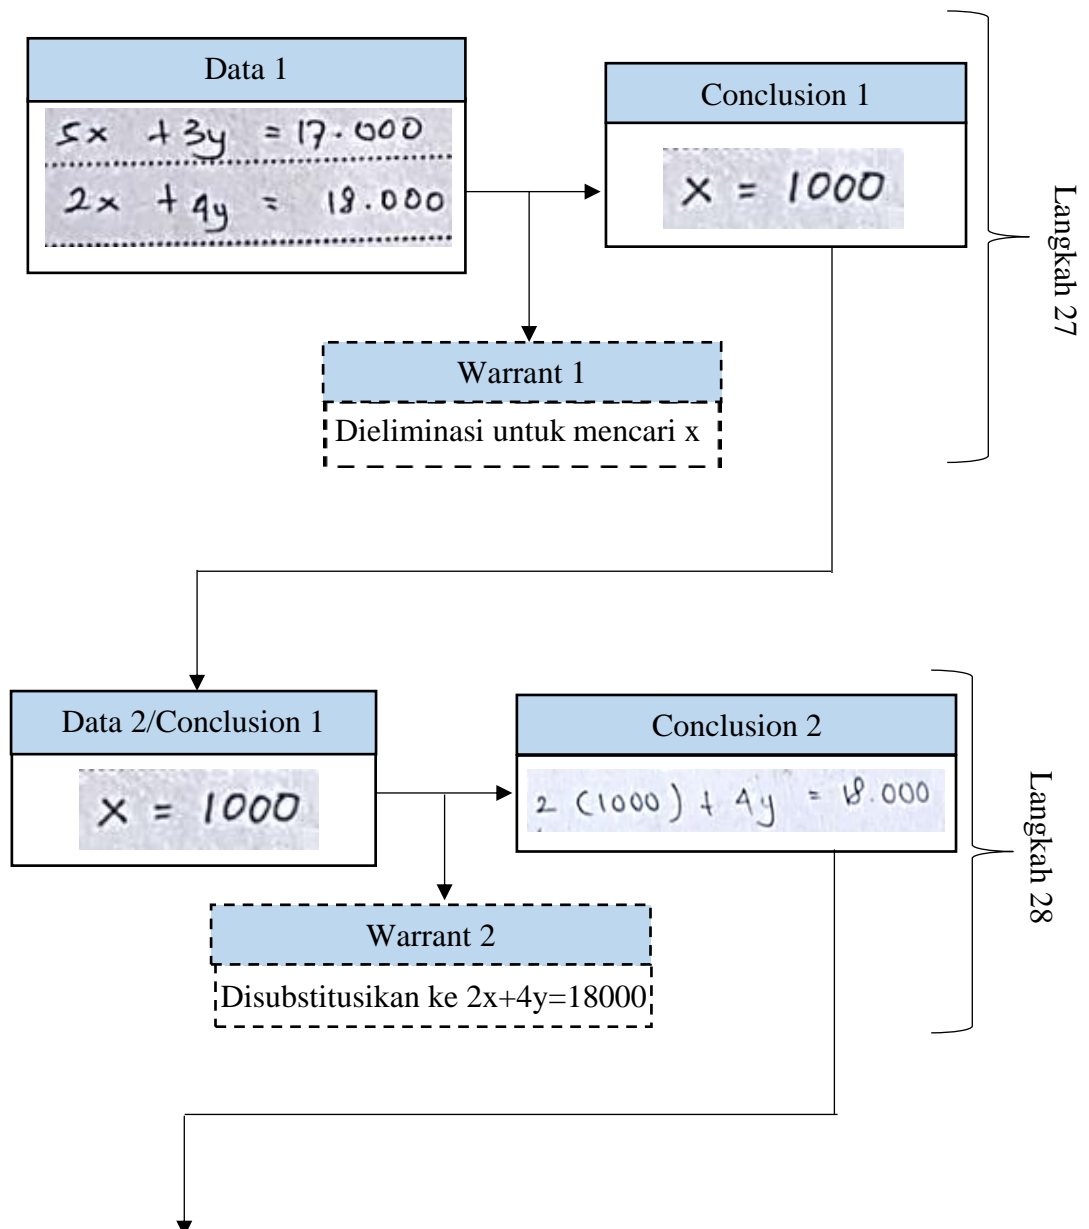 Data 1
5x + 3y = 17.000
2x + 4y = 18.000
Conclusion 1
x = 1000
Warrant 1
Dieliminasi untuk mencari x
Langkah 27
Data 2/Conclusion 1
x = 1000
Conclusion 2
2 (1000) + 4y = 18.000
Warrant 2
Disubstitusikan ke 2x+4y=18000
Langkah 28